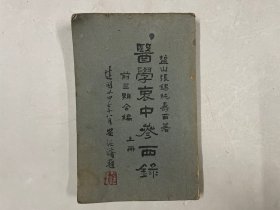 鹽山張錫純壽甫著
醫學衷中參西錄
前三期合編
上冊